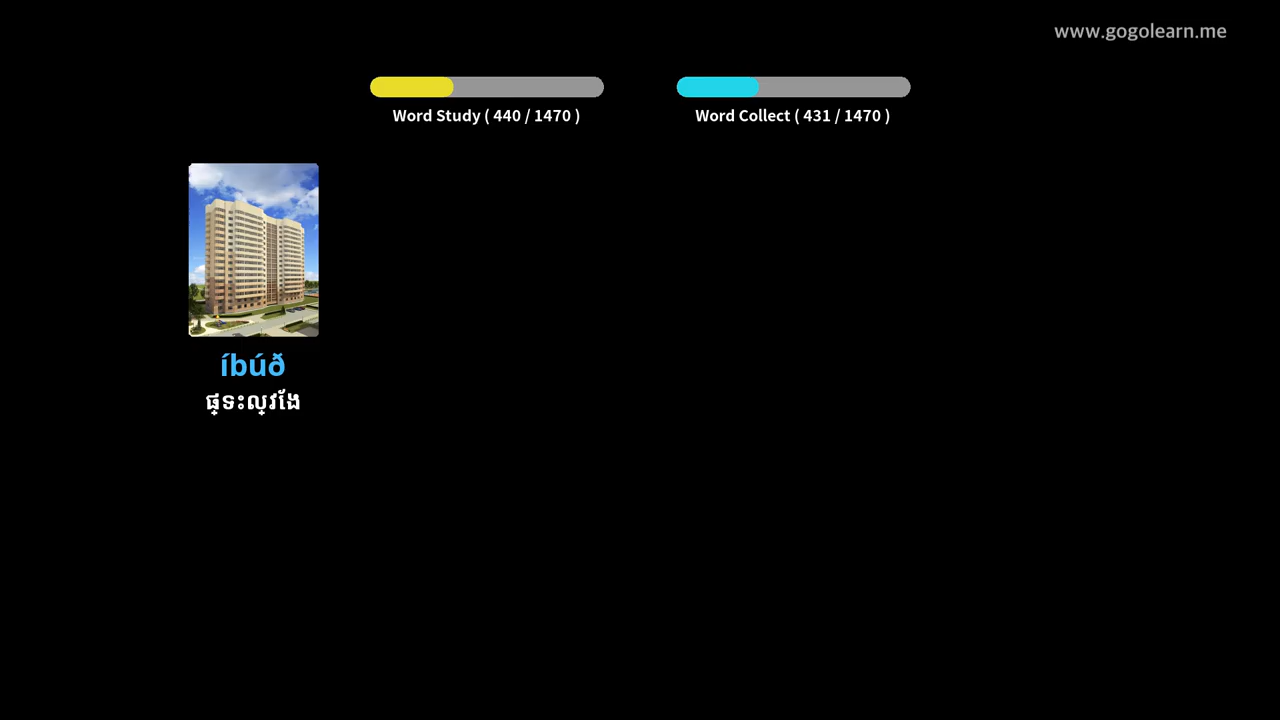 www.gogolearn.me
Word Study ( 440 / 1470 )
Word Collect ( 431 / 1470 )
íbúð
ផ្ទះល្វែង